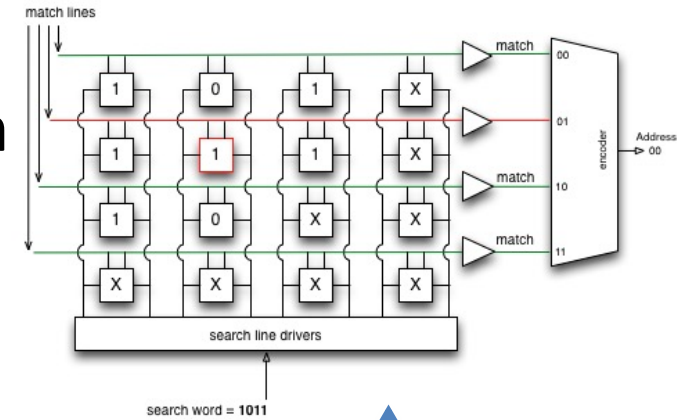 match lines
match 00
1 0 1 X
01
1 1 1 X
encoder
Address
00
match 10
1 0 X X
match 11
X X X X
search line drivers
search word = 1011